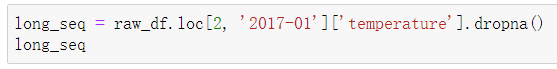 long_seq = raw_df.loc[2, '2017-01']['temperature'].dropna()
long_seq